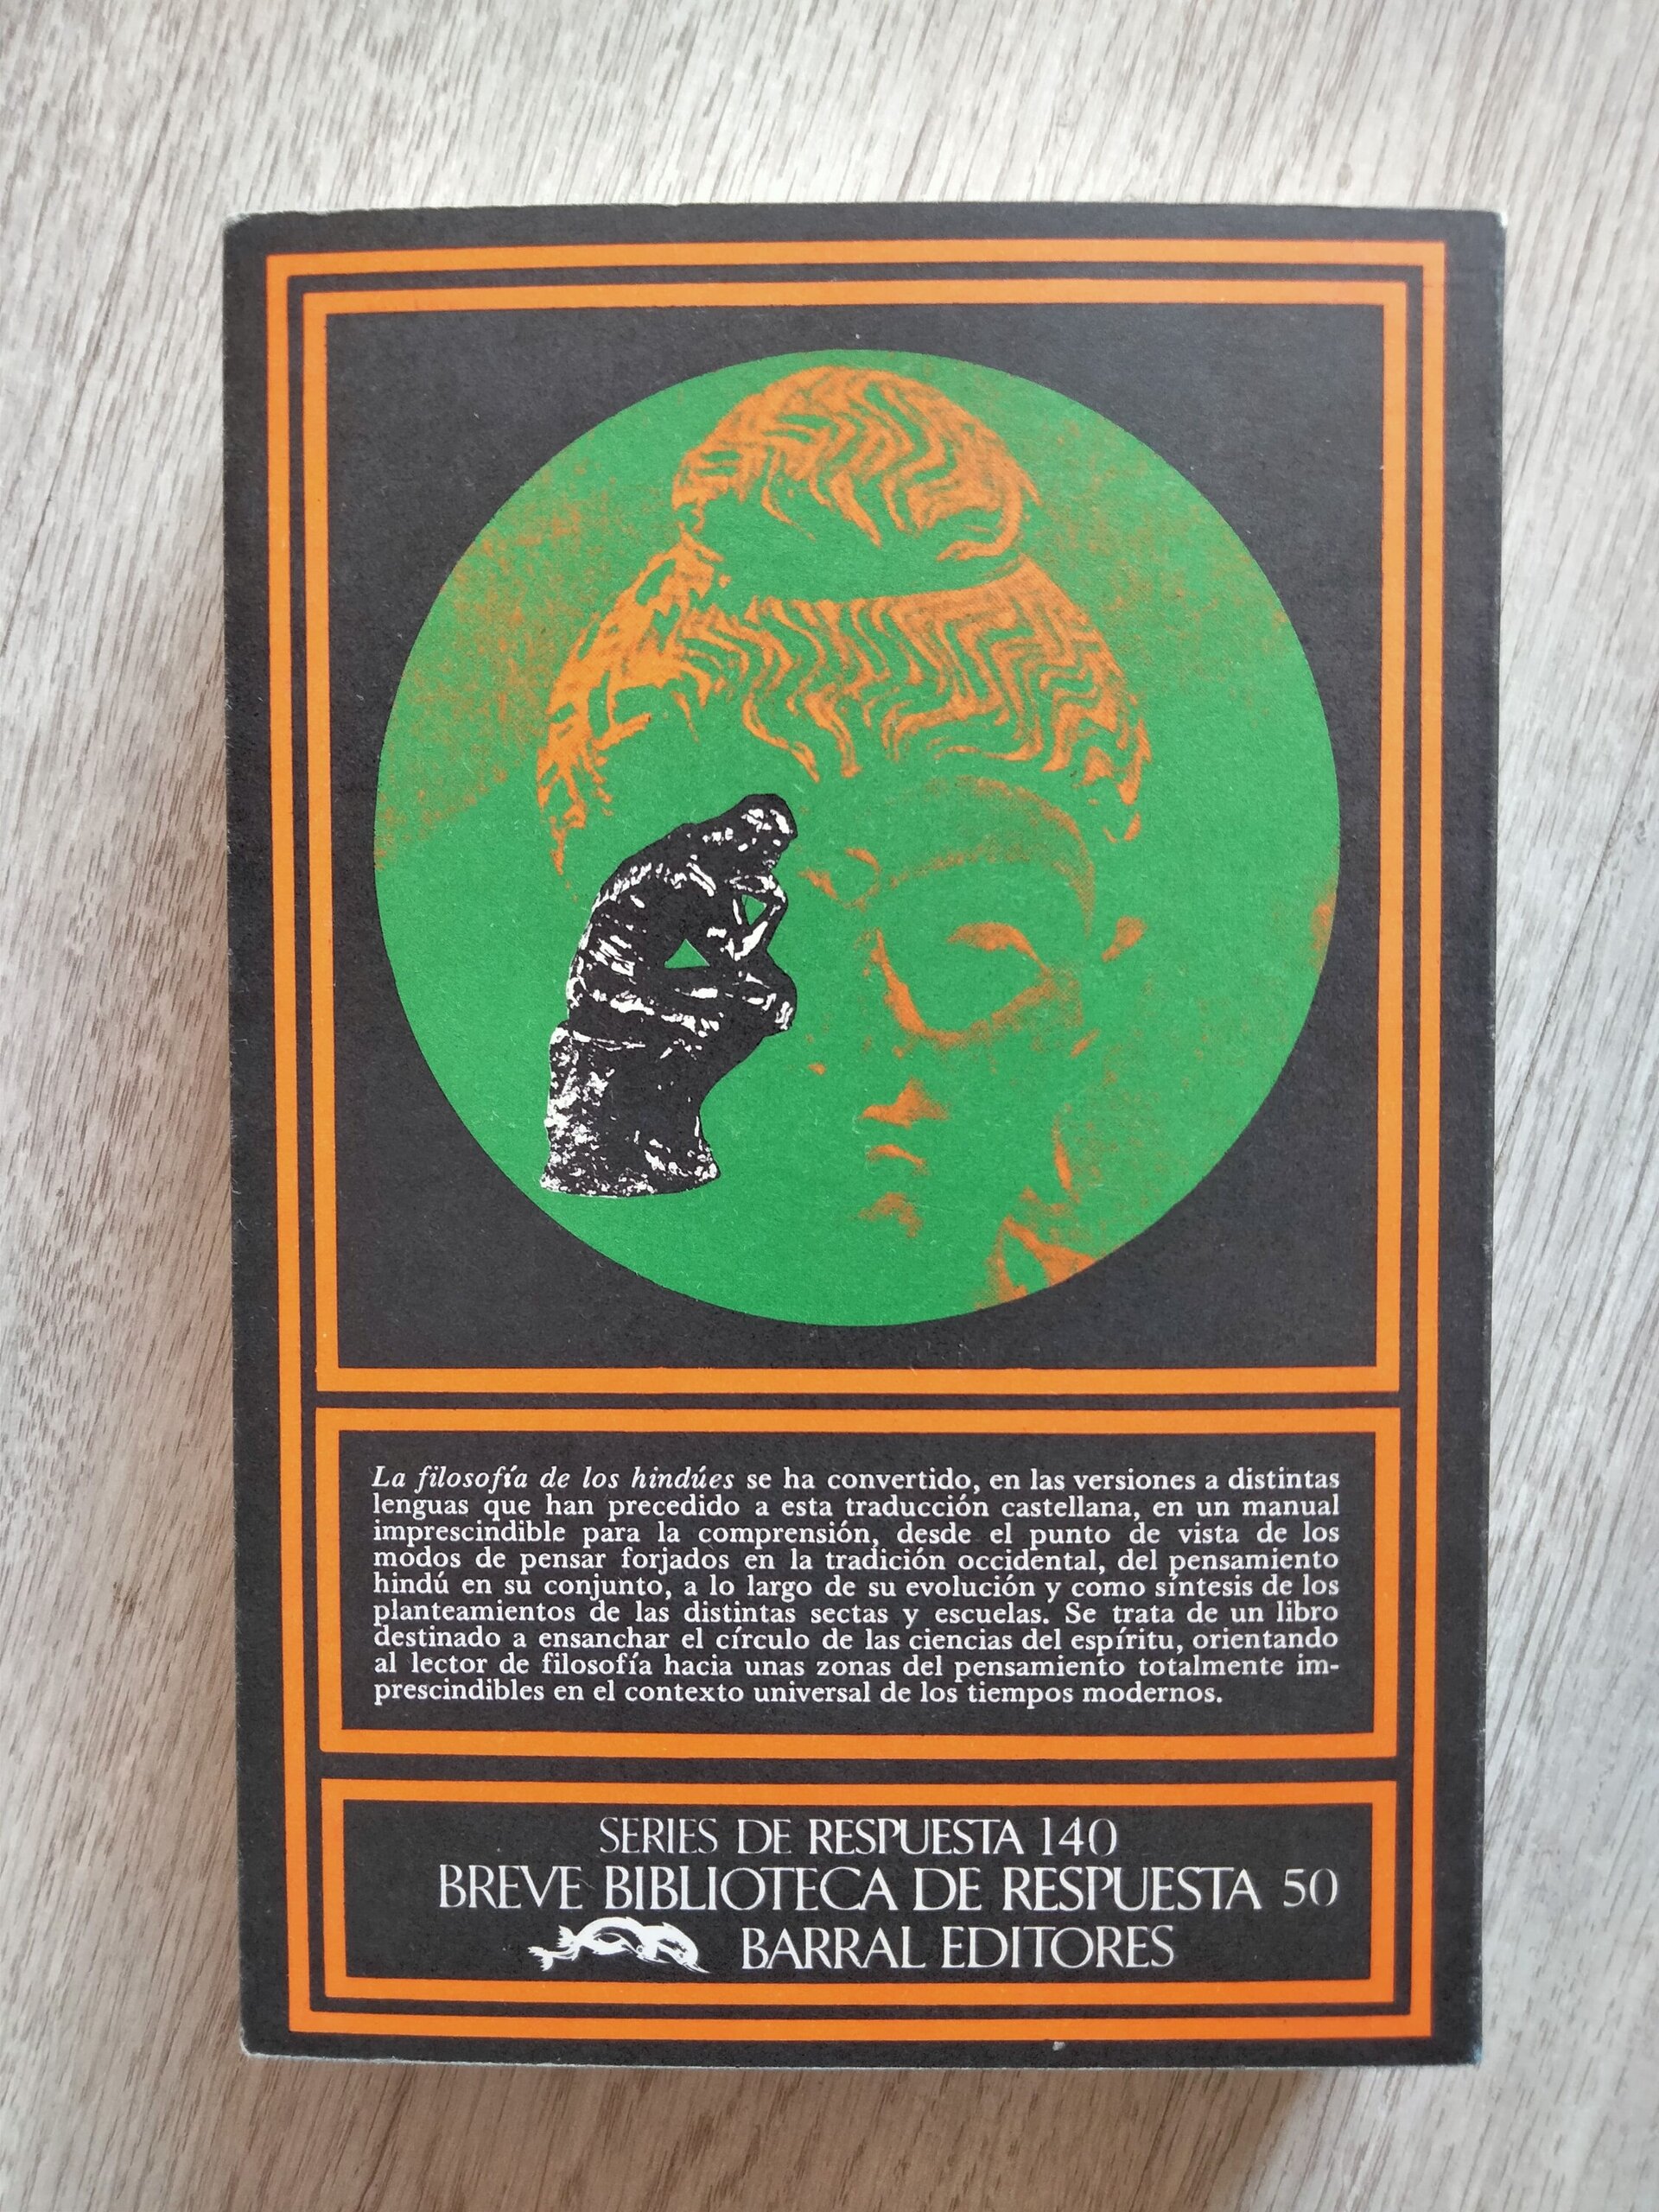 La filosofía de los hindúes se ha convertido, en las versiones a distintas
lenguas que han precedido a esta traducción castellana, en un manual
imprescindible para la comprensión, desde el punto de vista de los
modos de pensar forjados en la tradición occidental, del pensamiento
hindú en su conjunto, a lo largo de su evolución y como síntesis de los
planteamientos de las distintas sectas y escuelas. Se trata de un libro
destinado a ensanchar el círculo de las ciencias del espíritu, orientando
al lector de filosofía hacia unas zonas del pensamiento totalmente im-
prescindibles en el contexto universal de los tiempos modernos.
SERIES DE RESPUESTA 140
BREVE BIBLIOTECA DE RESPUESTA 50
BARRAL EDITORES